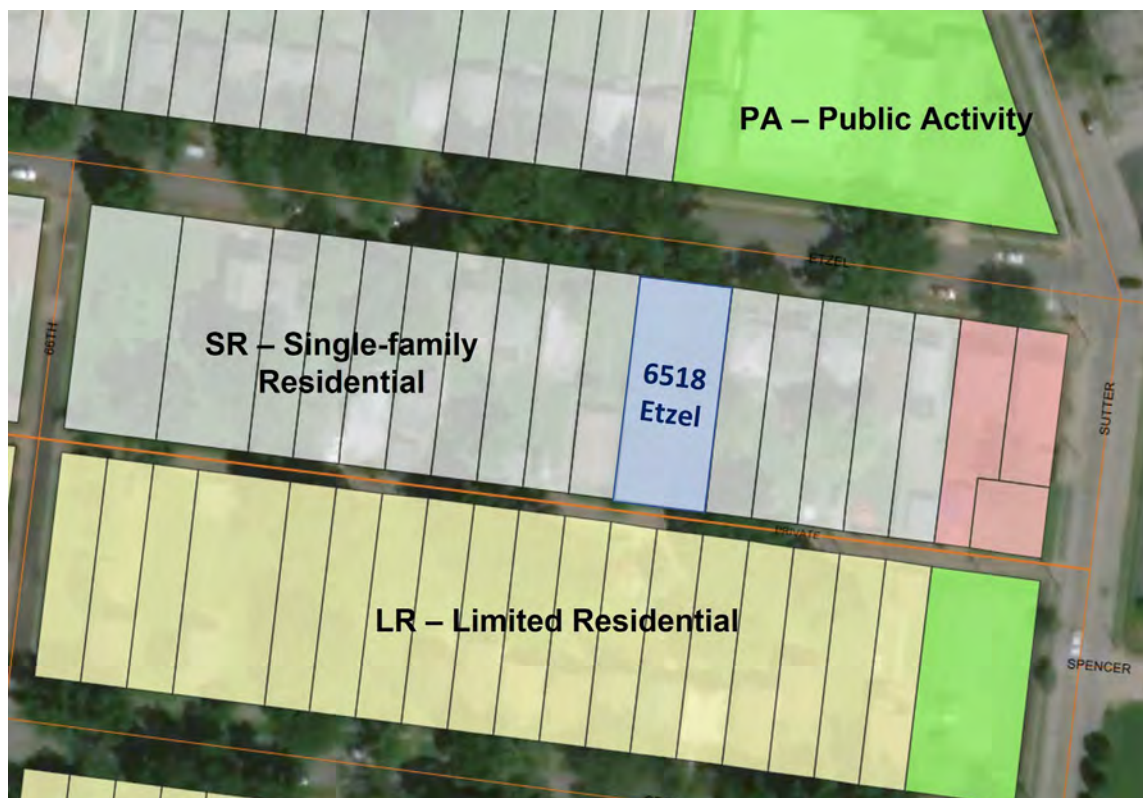 PA – Public Activity
ETZEL
SR – Single-family
Residential
66TH
6518
Etzel
SUTTER
PRIVATE
LR – Limited Residential
SPENCER